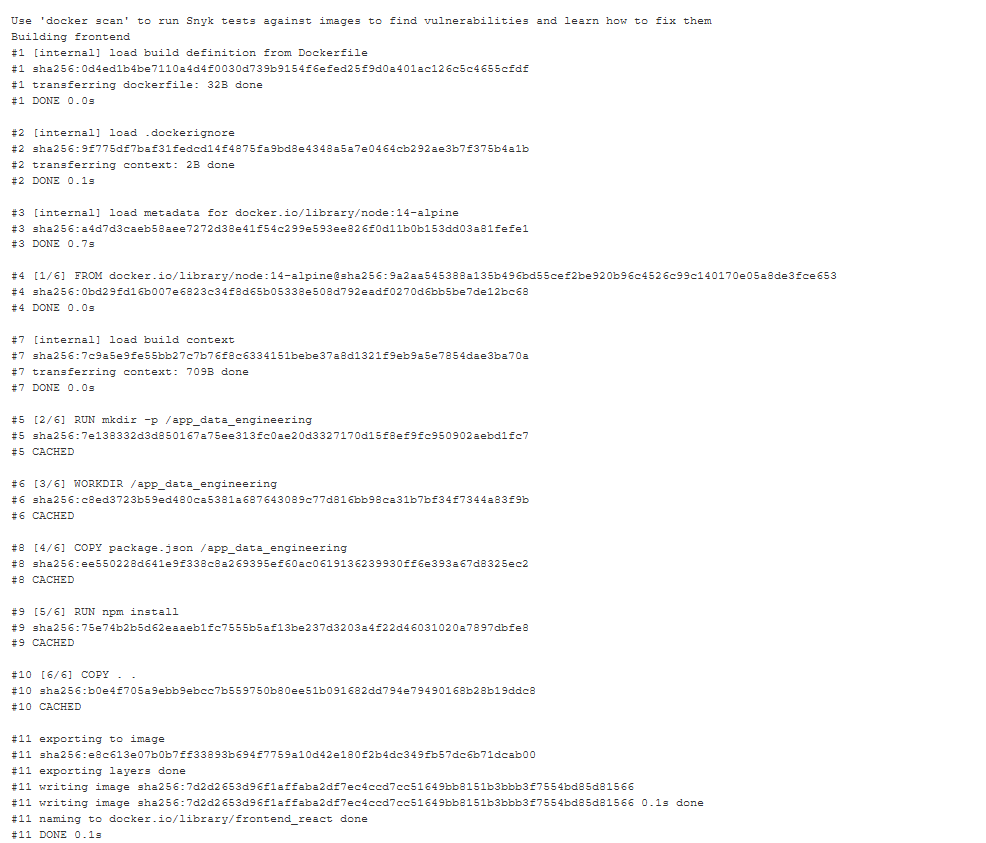 Use 'docker scan' to run Snyk tests against images to find vulnerabilities and learn how to fix them
Building frontend
#1 [internal] load build definition from Dockerfile
#1 sha256:0d4ed1b4be7110a4d4f0030d739b9154f6efed25f9d0a401ac126c5c4655cfdf
#1 transferring dockerfile: 32B done
#1 DONE 0.0s
#2 [internal] load .dockerignore
#2 sha256:9f775df7baf31fedcd14f4875fa9bd8e4348a5a7e0464cb292ae3b7f375b4a1b
#2 transferring context: 2B done
#2 DONE 0.1s
#3 [internal] load metadata for docker.io/library/node:14-alpine
#3 sha256:a4d7d3caeb58aee7272d38e41f54c299e593ee826f0d11b0b153dd03a81fefe1
#3 DONE 0.7s
#4 [1/6] FROM docker.io/library/node:14-alpine@sha256:9a2aa545388a135b496bd55cef2be920b96c4526c99c140170e05a8de3fce653
#4 sha256:0bd29fd16b007e6823c34f8d65b05338e508d792eadf0270d6bb5be7de12bc68
#4 DONE 0.0s
#7 [internal] load build context
#7 sha256:7c9a5e9fe55bb27c7b76f8c6334151bebe37a8d1321f9eb9a5e7854dae3ba70a
#7 transferring context: 709B done
#7 DONE 0.0s
#5 [2/6] RUN mkdir -p /app_data_engineering
#5 sha256:7e138332d3d850167a75ee313fc0ae20d3327170d15f8ef9fc950902aebd1fc7
#5 CACHED
#6 [3/6] WORKDIR /app_data_engineering
#6 sha256:c8ed3723b59ed480ca5381a687643089c77d816bb98ca31b7bf34f7344a83f9b
#6 CACHED
#8 [4/6] COPY package.json /app_data_engineering
#8 sha256:ee550228d641e9f338c8a269395ef60ac0619136239930ff6e393a67d8325ec2
#8 CACHED
#9 [5/6] RUN npm install
#9 sha256:75e74b2b5d62eaaeb1fc7555b5af13be237d3203a4f22d46031020a7897dbfe8
#9 CACHED
#10 [6/6] COPY . .
#10 sha256:b0e4f705a9ebb9ebcc7b559750b80ee51b091682dd794e79490168b28b19ddc8
#10 CACHED
#11 exporting to image
#11 sha256:e8c613e07b0b7ff33893b694f7759a10d42e180f2b4dc349fb57dc6b71dcab00
#11 exporting layers done
#11 writing image sha256:7d2d2653d96f1affaba2df7ec4ccd7cc51649bb8151b3bbb3f7554bd85d81566
#11 writing image sha256:7d2d2653d96f1affaba2df7ec4ccd7cc51649bb8151b3bbb3f7554bd85d81566 0.1s done
#11 naming to docker.io/library/frontend_react done
#11 DONE 0.1s